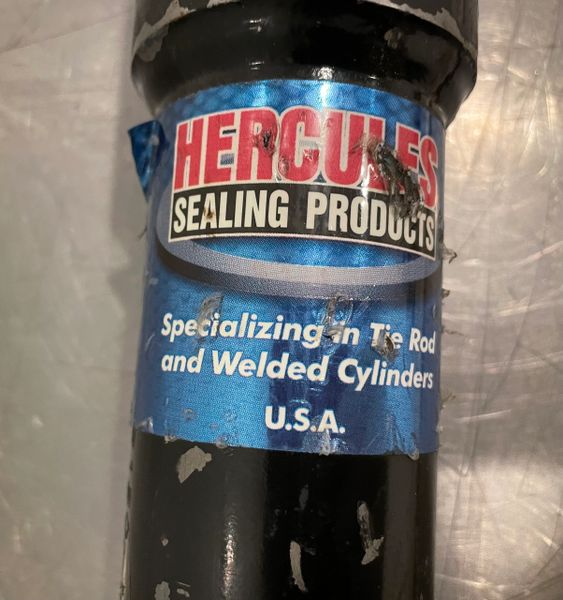 HERCULES
SEALING PRODUCTS
Specializing in Tie Rod
and Welded Cylinders
U.S.A.